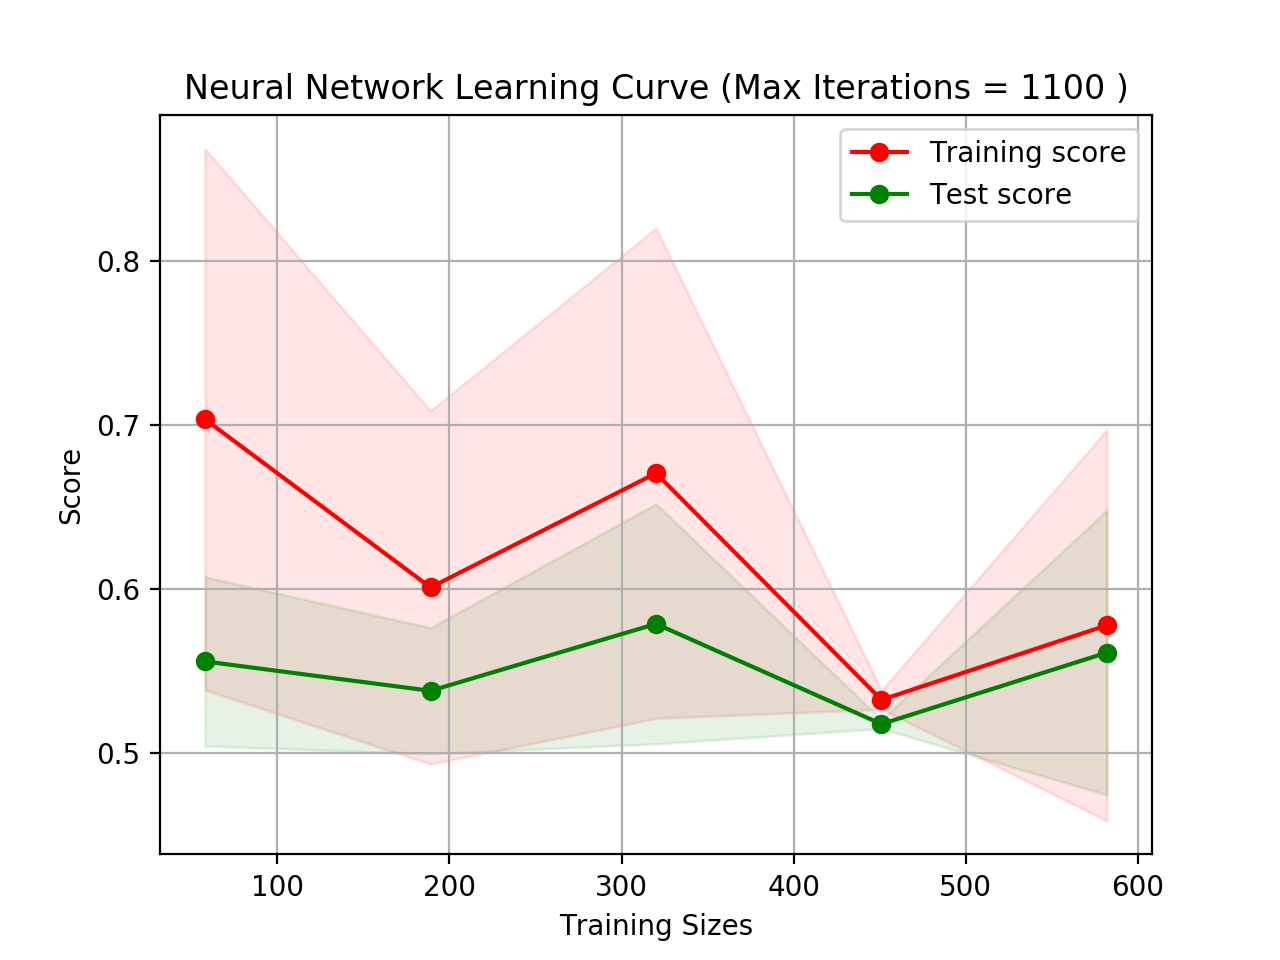 Neural Network Learning Curve (Max Iterations = 1100 )
Training score
Test score
0.8
0.7
0.6
0.5
Score
100 200 300 400 500 600
Training Sizes